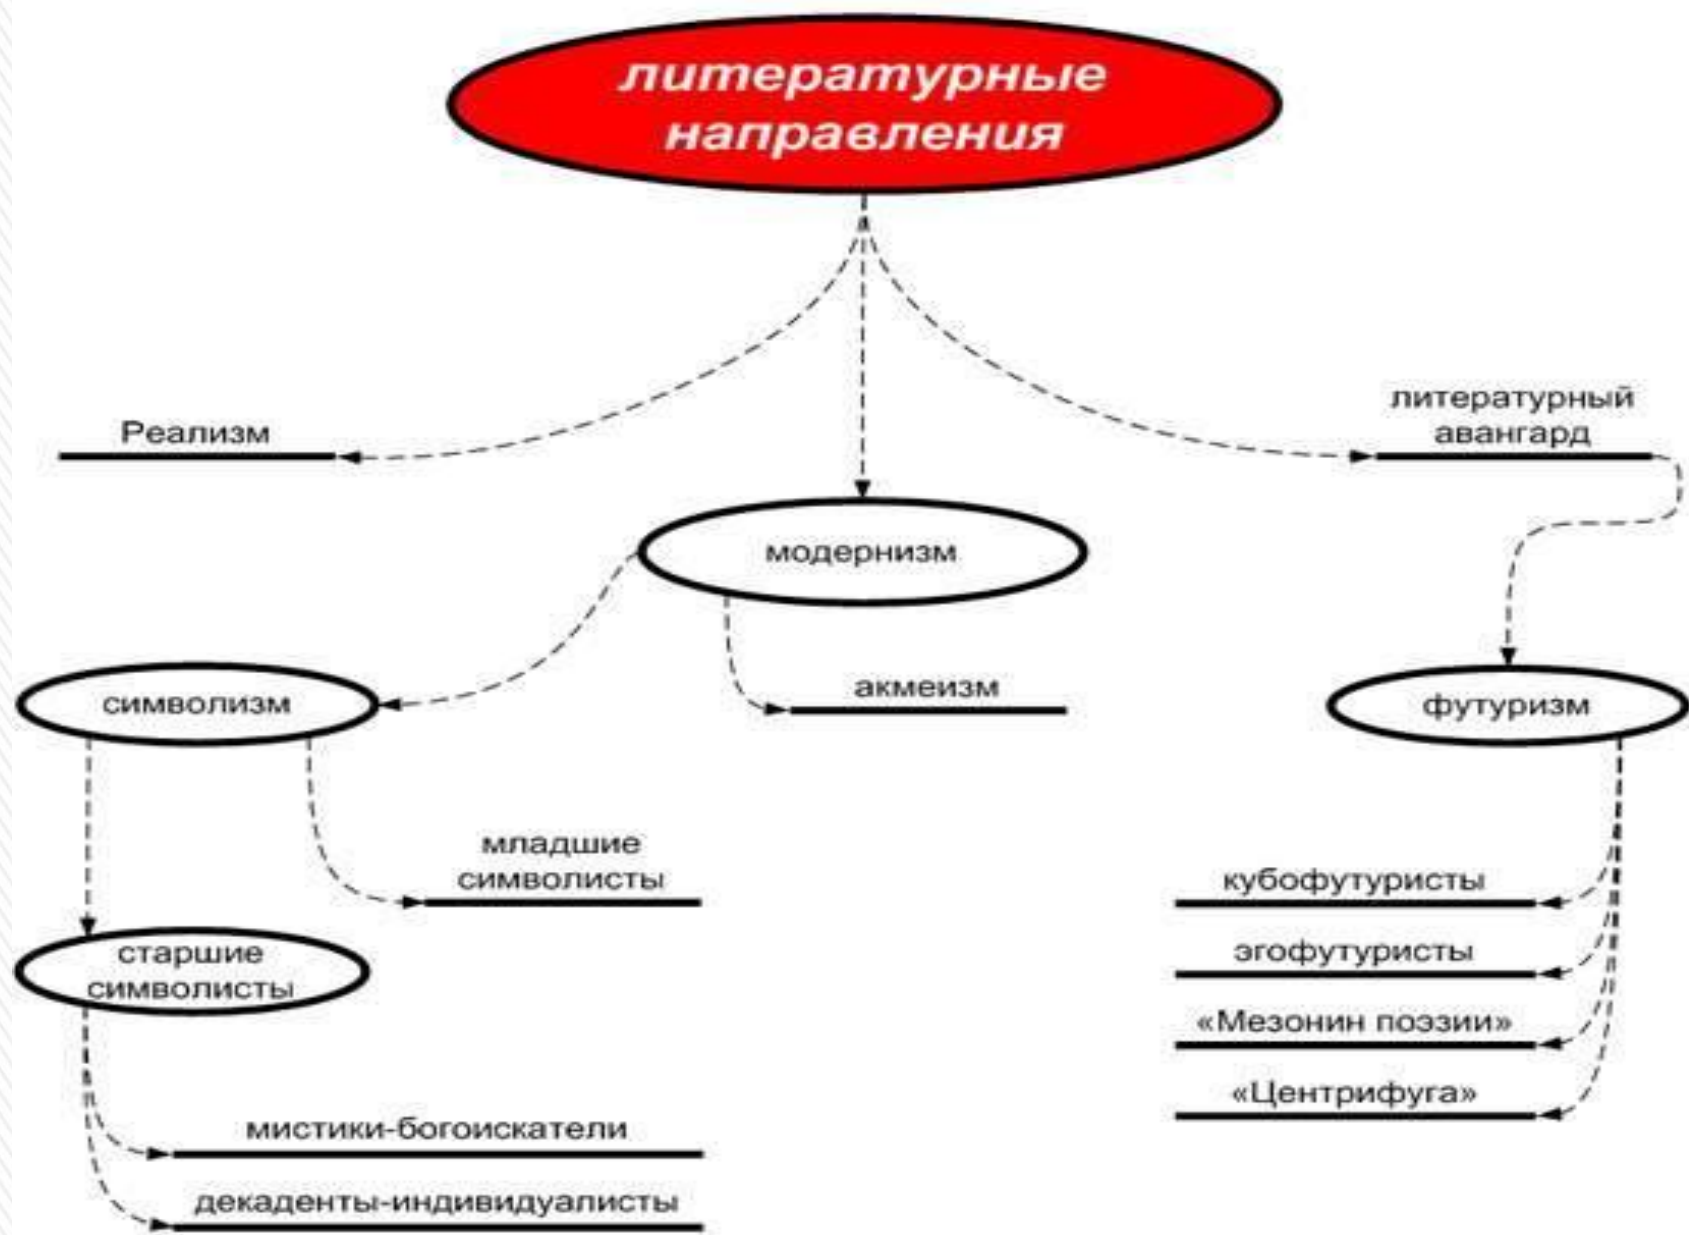 литературные
направления
Реализм
литературный
авангард
модернизм
символизм
акмеизм
футуризм
младшие
символисты
старшие
символисты
кубофутуристы
эгофутуристы
«Мезонин поэзии»
«Центрифуга»
мистики-богоискатели
декаденты-индивидуалисты